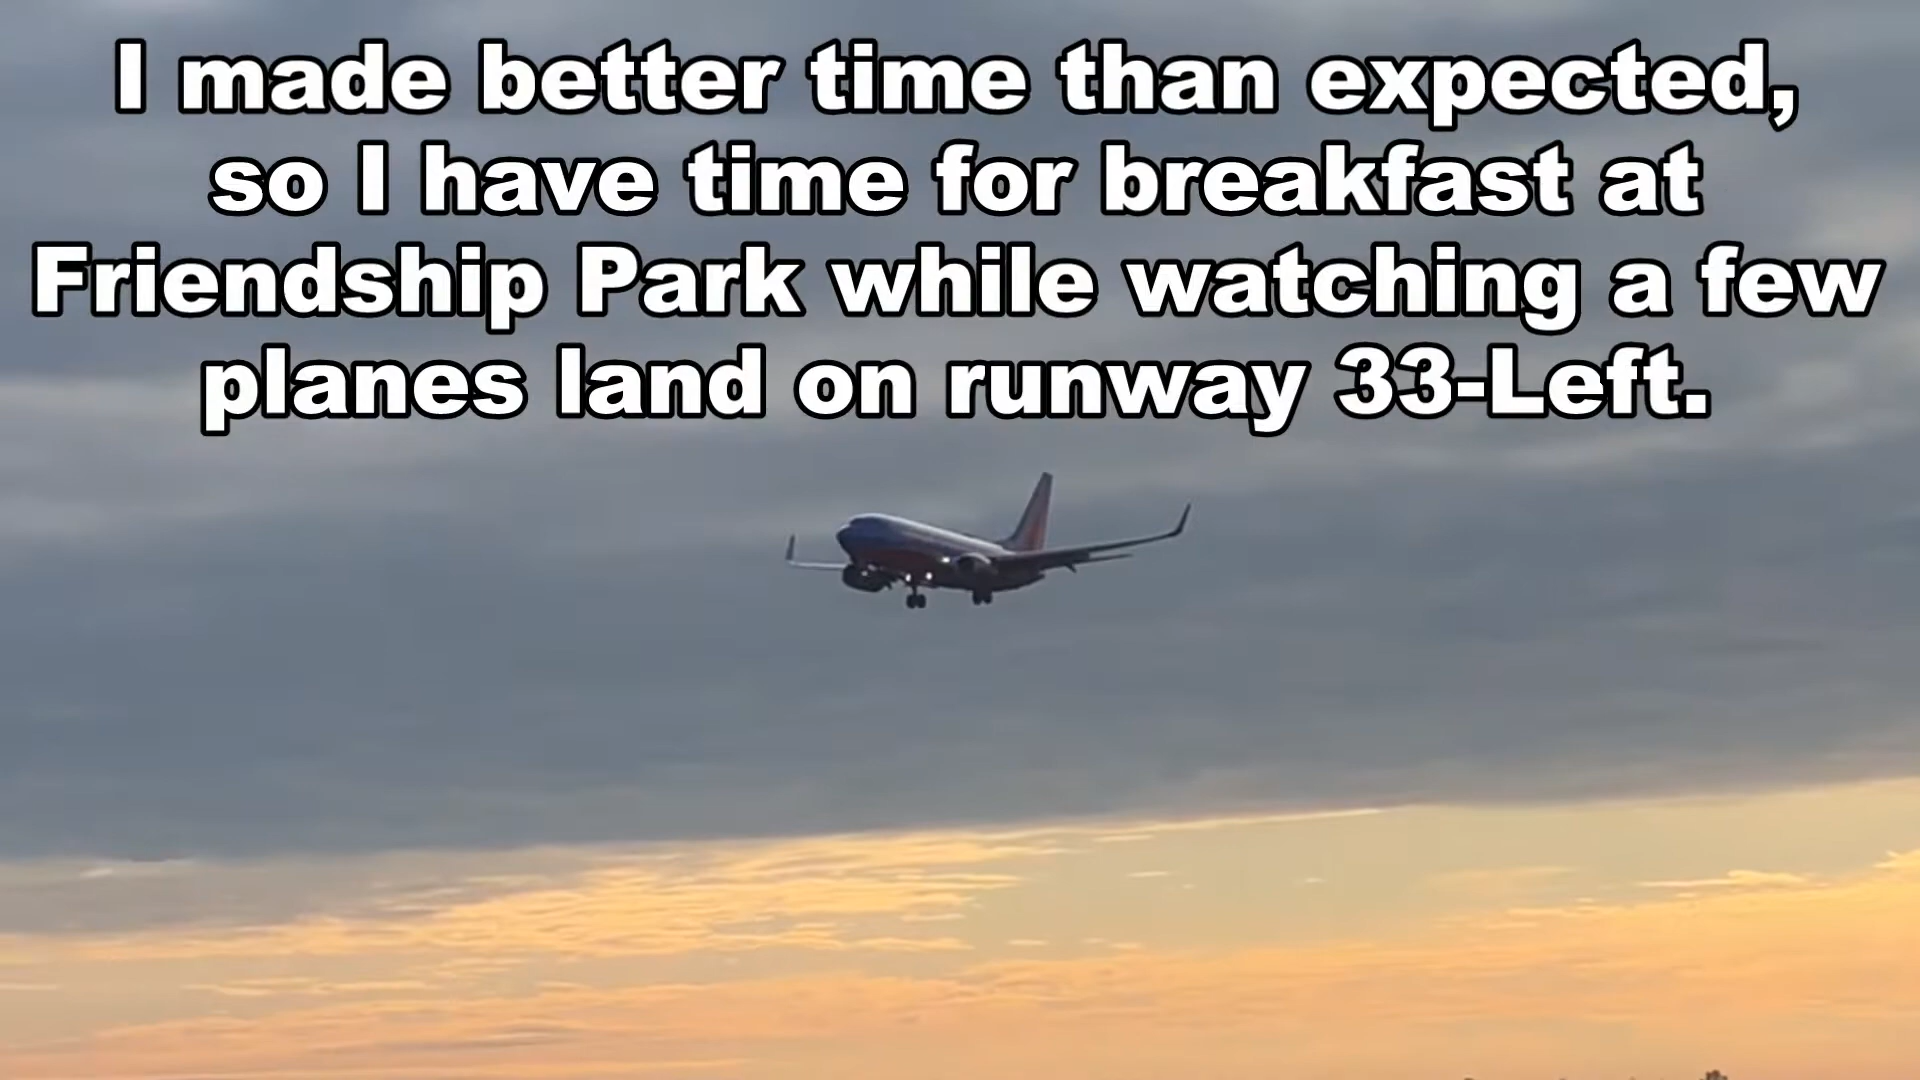 I made better time than expected,
so I have time for breakfast at
Friendship Park while watching a few
planes land on runway 33-Left.